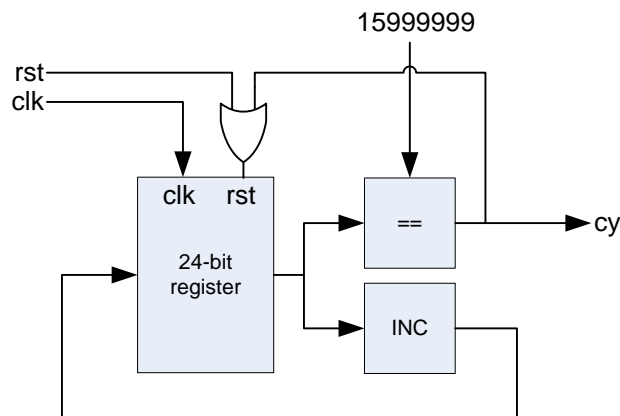 15999999
rst
clk
clk rst
24-bit
register
==
cy
INC